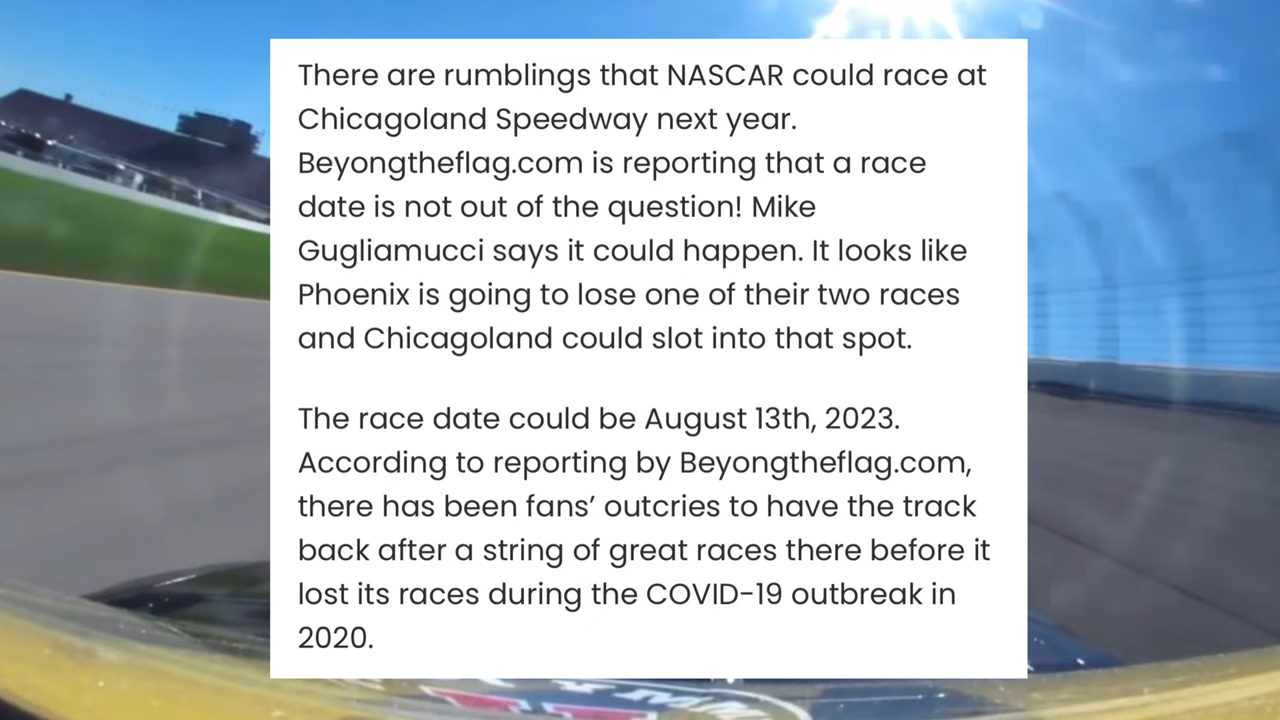 There are rumblings that NASCAR could race at
Chicagoland Speedway next year.
Beyongtheflag.com is reporting that a race
date is not out of the question! Mike
Gugliamucci says it could happen. It looks like
Phoenix is going to lose one of their two races
and Chicagoland could slot into that spot.
The race date could be August 13th, 2023.
According to reporting by Beyongtheflag.com,
there has been fans’ outcries to have the track
back after a string of great races there before it
lost its races during the COVID-19 outbreak in
2020.